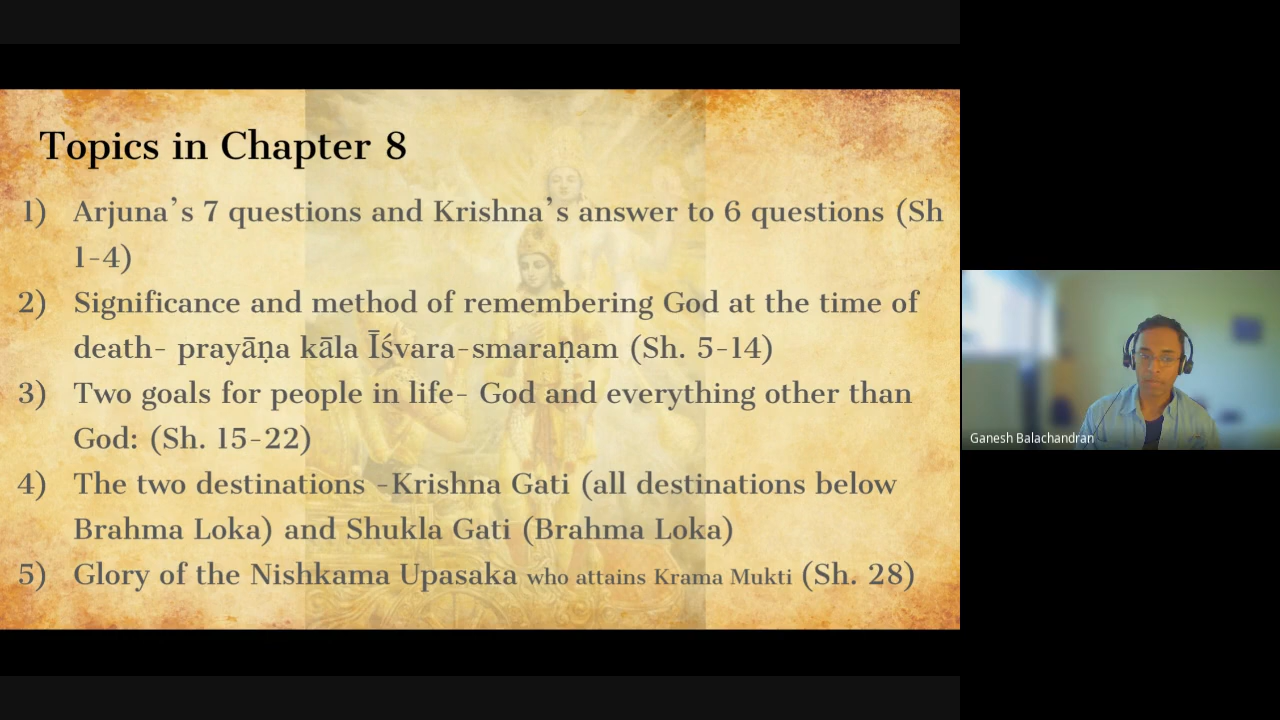 Topics in Chapter 8
1) Arjuna’s 7 questions and Krishna’s answer to 6 questions (Sh
1-4)
2) Significance and method of remembering God at the time of
death- prayāṇa kāla Īśvara-smaraṇam (Sh. 5-14)
3) Two goals for people in life- God and everything other than
God: (Sh. 15-22)
4) The two destinations -Krishna Gati (all destinations below
Brahma Loka) and Shukla Gati (Brahma Loka)
5) Glory of the Nishkama Upasaka who attains Krama Mukti (Sh. 28)
Ganesh Balachandran